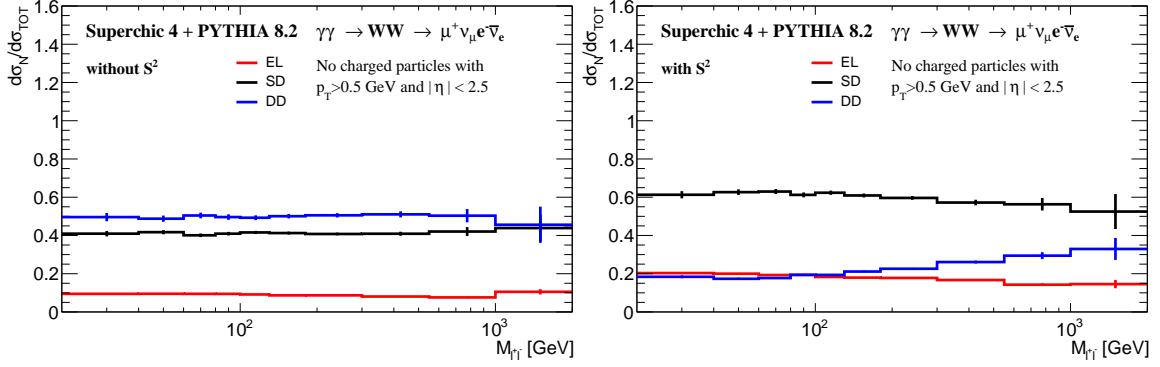 dσ_N/dσ_TOT
1.6
1.4
1.2
1
0.8
0.6
0.4
0.2
0
Superchic 4 + PYTHIA 8.2 γγ → WW → μ⁺ν_μe⁻ν̅_e
without S²
EL
SD
DD
No charged particles with
p_T>0.5 GeV and |η| < 2.5
10² 10³
M_l⁺l⁻ [GeV]
dσ_N/dσ_TOT
1.6
1.4
1.2
1
0.8
0.6
0.4
0.2
0
Superchic 4 + PYTHIA 8.2 γγ → WW → μ⁺ν_μe⁻ν̅_e
with S²
EL
SD
DD
No charged particles with
p_T>0.5 GeV and |η| < 2.5
10² 10³
M_l⁺l⁻ [GeV]